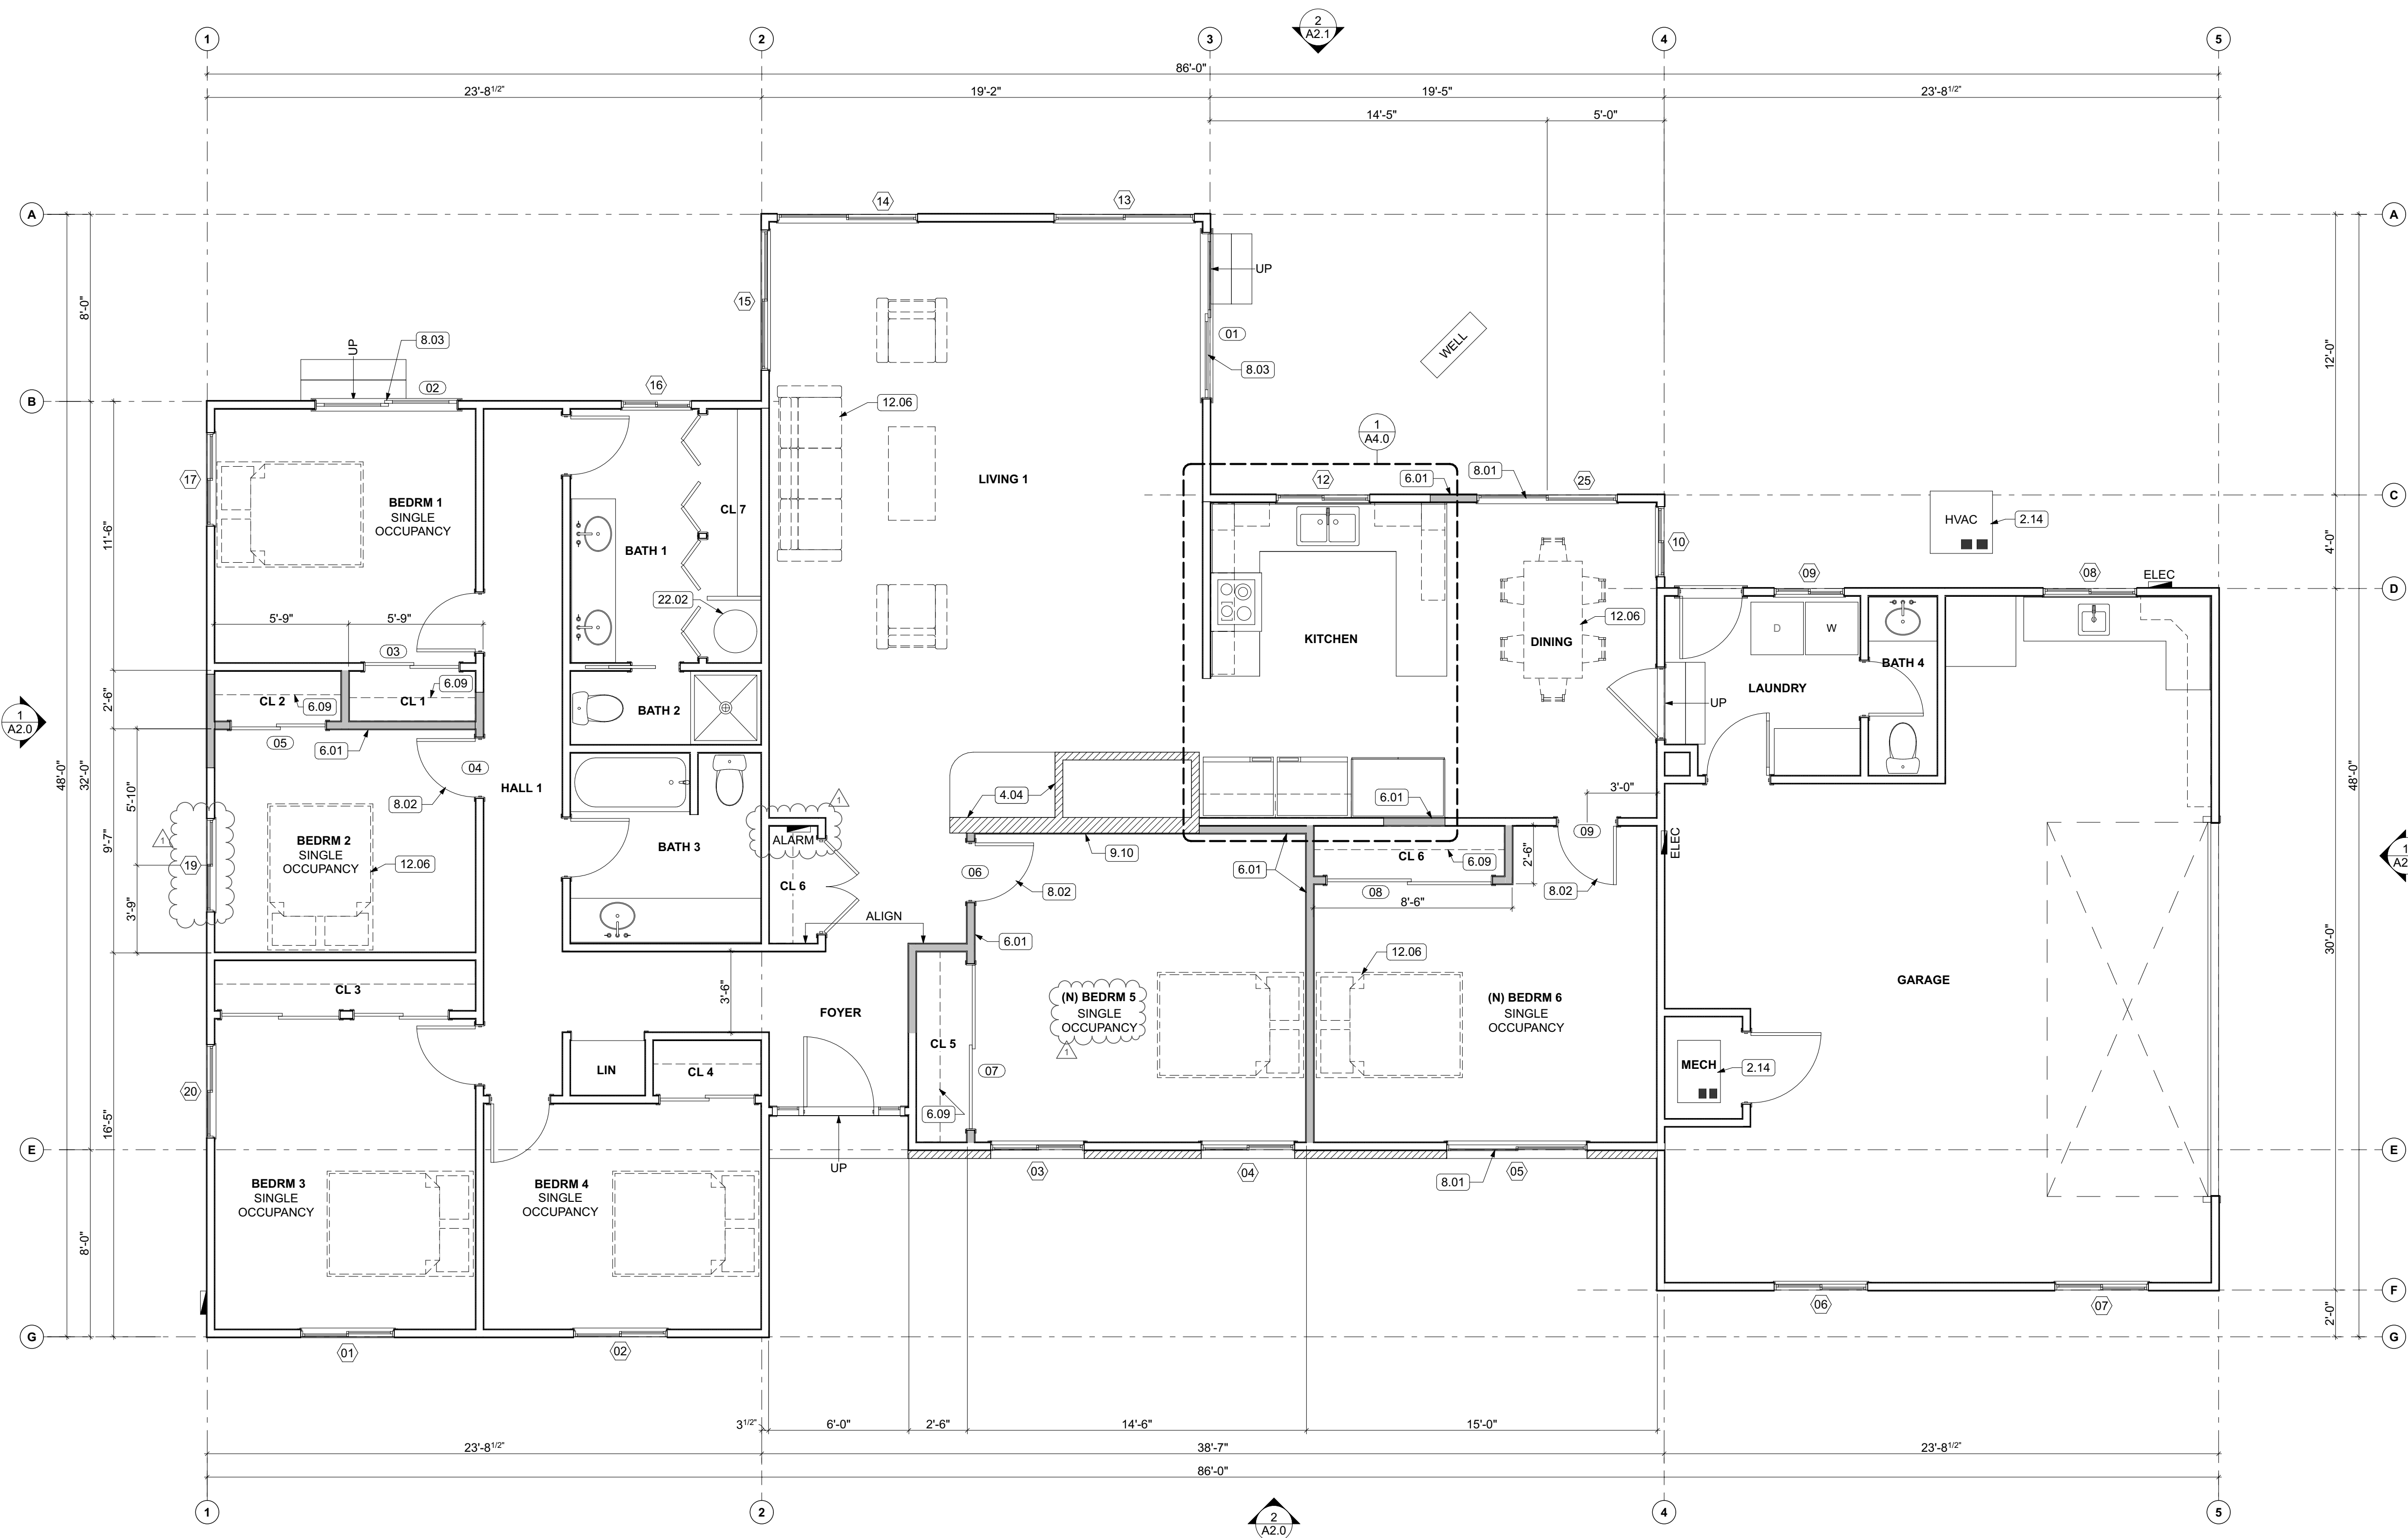 2
A2.1
1
2
3
4
5
86'-0"
23'-8 1/2"
19'-2"
19'-5"
23'-8 1/2"
14'-5"
5'-0"
A
14
13
A
8'-0"
12'-0"
15
UP
01
8.03
WELL
UP
8.03
02
16
B
12.06
1
A4.0
17
BEDRM 1
SINGLE
OCCUPANCY
CL 7
BATH 1
LIVING 1
12
6.01
8.01
25
C
HVAC
2.14
10
4'-0"
11'-6"
22.02
09
ELEC
08
D
5'-9"
5'-9"
03
KITCHEN
DINING
12.06
D
W
BATH 4
LAUNDRY
UP
2'-6"
CL 2
6.09
CL 1
6.09
BATH 2
1
A2.0
05
6.01
04
8.02
HALL 1
48'-0"
32'-0"
5'-10"
9'-7"
3'-9"
1
19
BEDRM 2
SINGLE
OCCUPANCY
12.06
BATH 3
1
ALARM
CL 6
4.04
6.01
3'-0"
09
ELEC
9.10
06
8.02
6.01
CL 6
6.09
2'-6"
08
8.02
8'-6"
48'-0"
30'-0"
1
ALIGN
6.01
12.06
CL 3
3'-6"
FOYER
(N) BEDRM 5
SINGLE
OCCUPANCY
1
(N) BEDRM 6
SINGLE
OCCUPANCY
GARAGE
CL 5
07
6.09
LIN
CL 4
MECH
2.14
20
16'-5"
E
UP
03
04
8.01
05
E
BEDRM 3
SINGLE
OCCUPANCY
BEDRM 4
SINGLE
OCCUPANCY
8'-0"
06
07
F
2'-0"
G
01
02
G
3 1/2"
6'-0"
2'-6"
14'-6"
15'-0"
23'-8 1/2"
38'-7"
23'-8 1/2"
86'-0"
1
2
4
5
2
A2.0